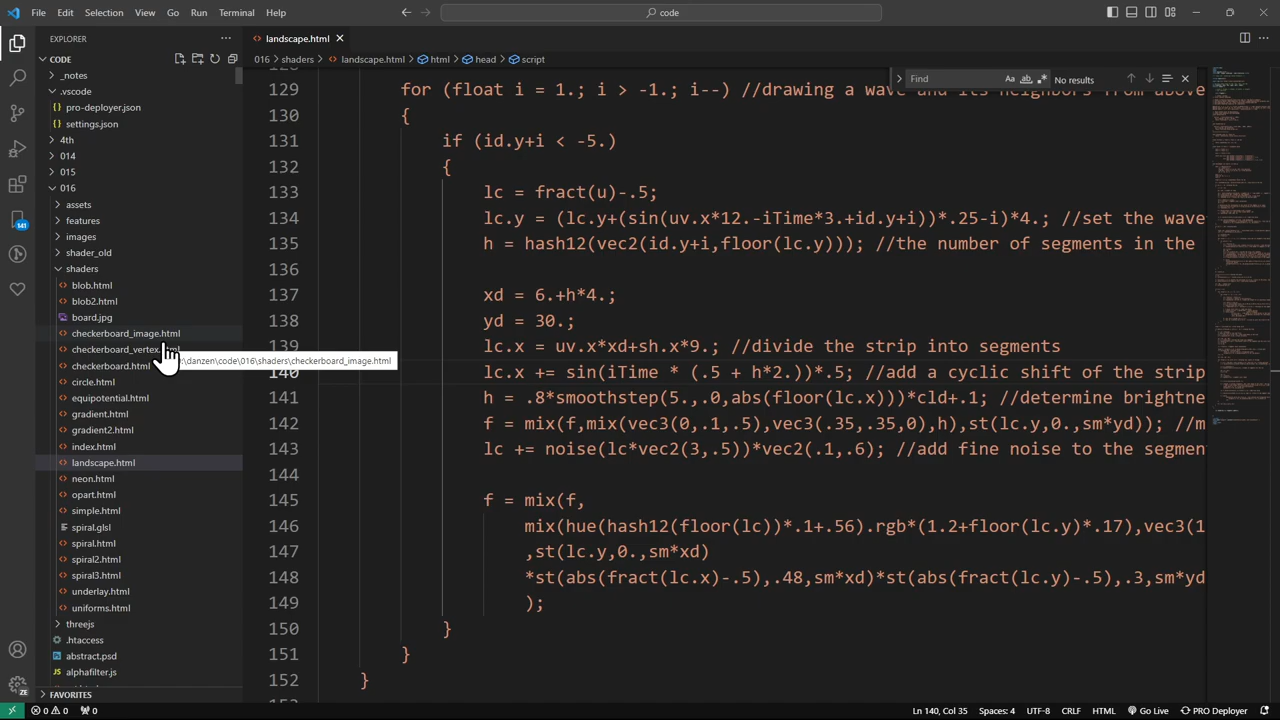 File Edit Selection View Go Run Terminal Help
code
EXPLORER
CODE
_notes
.vscode
pro-deployer.json
settings.json
4th
014
015
016
assets
features
images
shader_old
shaders
blob.html
blob2.html
board.jpg
checkerboard_image.html
checkerboard_vertex
checkerboard.html
circle.html
equipotential.html
gradient.html
gradient2.html
index.html
landscape.html
neon.html
opart.html
simple.html
spiral.glsl
spiral.html
spiral2.html
spiral3.html
underlay.html
uniforms.html
threejs
.htaccess
abstract.psd
alphafilter.js
FAVORITES
141
:\danzen\code\016\shaders\checkerboard_image.html
landscape.html
016 > shaders > landscape.html > html > head > script
Find
Aa ab .*
No results
129 for (float i = 1.; i > -1.; i--) //drawing a wave and its neighbors from above
130 {
131 if (id.y+i < -5.)
132 {
133 lc = fract(u)-.5;
134 lc.y = (lc.y+(sin(uv.x*12.-iTime*3.+id.y+i))*.25-i)*4.; //set the wave
135 h = hash12(vec2(id.y+i,floor(lc.y))); //the number of segments in the
136
137 xd = 6.+h*4.;
138 yd = 30.;
139 lc.x = uv.x*xd+sh.x*9.; //divide the strip into segments
140 lc.x += sin(iTime * (.5 + h*2.))*.5; //add a cyclic shift of the strip
141 h = .8*smoothstep(5.,.0,abs(floor(lc.x)))*cld+.1; //determine brightne
142 f = mix(f,mix(vec3(0,.1,.5),vec3(.35,.35,0),h),st(lc.y,0.,sm*yd)); //m
143 lc += noise(lc*vec2(3,.5))*vec2(.1,.6); //add fine noise to the segmen
144
145 f = mix(f,
146 mix(hue(hash12(floor(lc))*.1+.56).rgb*(1.2+floor(lc.y)*.17),vec3(1
147 ,st(lc.y,0.,sm*xd)
148 *st(abs(fract(lc.x)-.5),.48,sm*xd)*st(abs(fract(lc.y)-.5),.3,sm*yd
149 );
150 }
151 }
152 }
0 0 0
Ln 140, Col 35 Spaces: 4 UTF-8 CRLF HTML Go Live PRO Deployer